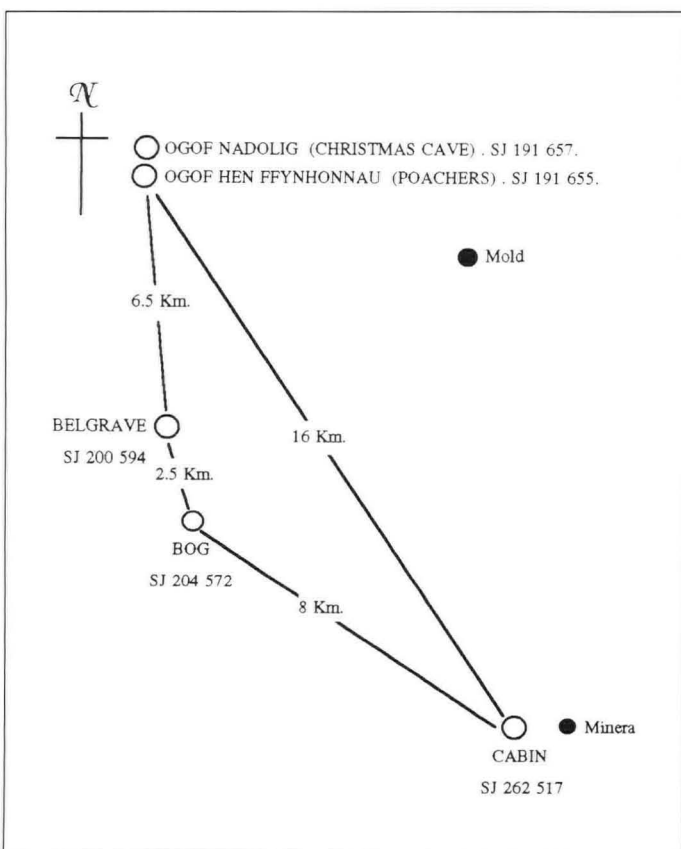 N
OGOF NADOLIG (CHRISTMAS CAVE) . SJ 191 657.
OGOF HEN FFYNHONNAU (POACHERS) . SJ 191 655.
Mold
6.5 Km.
BELGRAVE
16 Km.
SJ 200 594
2.5 Km.
BOG
SJ 204 572
8 Km.
Minera
CABIN
SJ 262 517